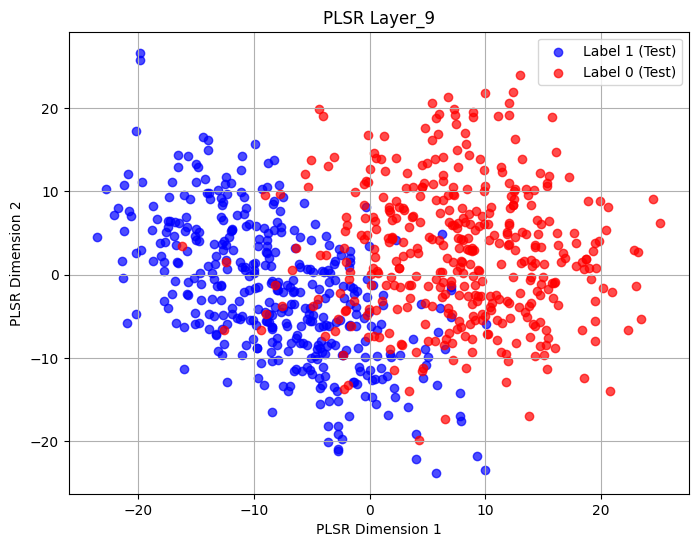 PLSR Layer_9
Label 1 (Test)
Label 0 (Test)
PLSR Dimension 2
20
10
0
−10
−20
−20
−10
0
10
20
PLSR Dimension 1